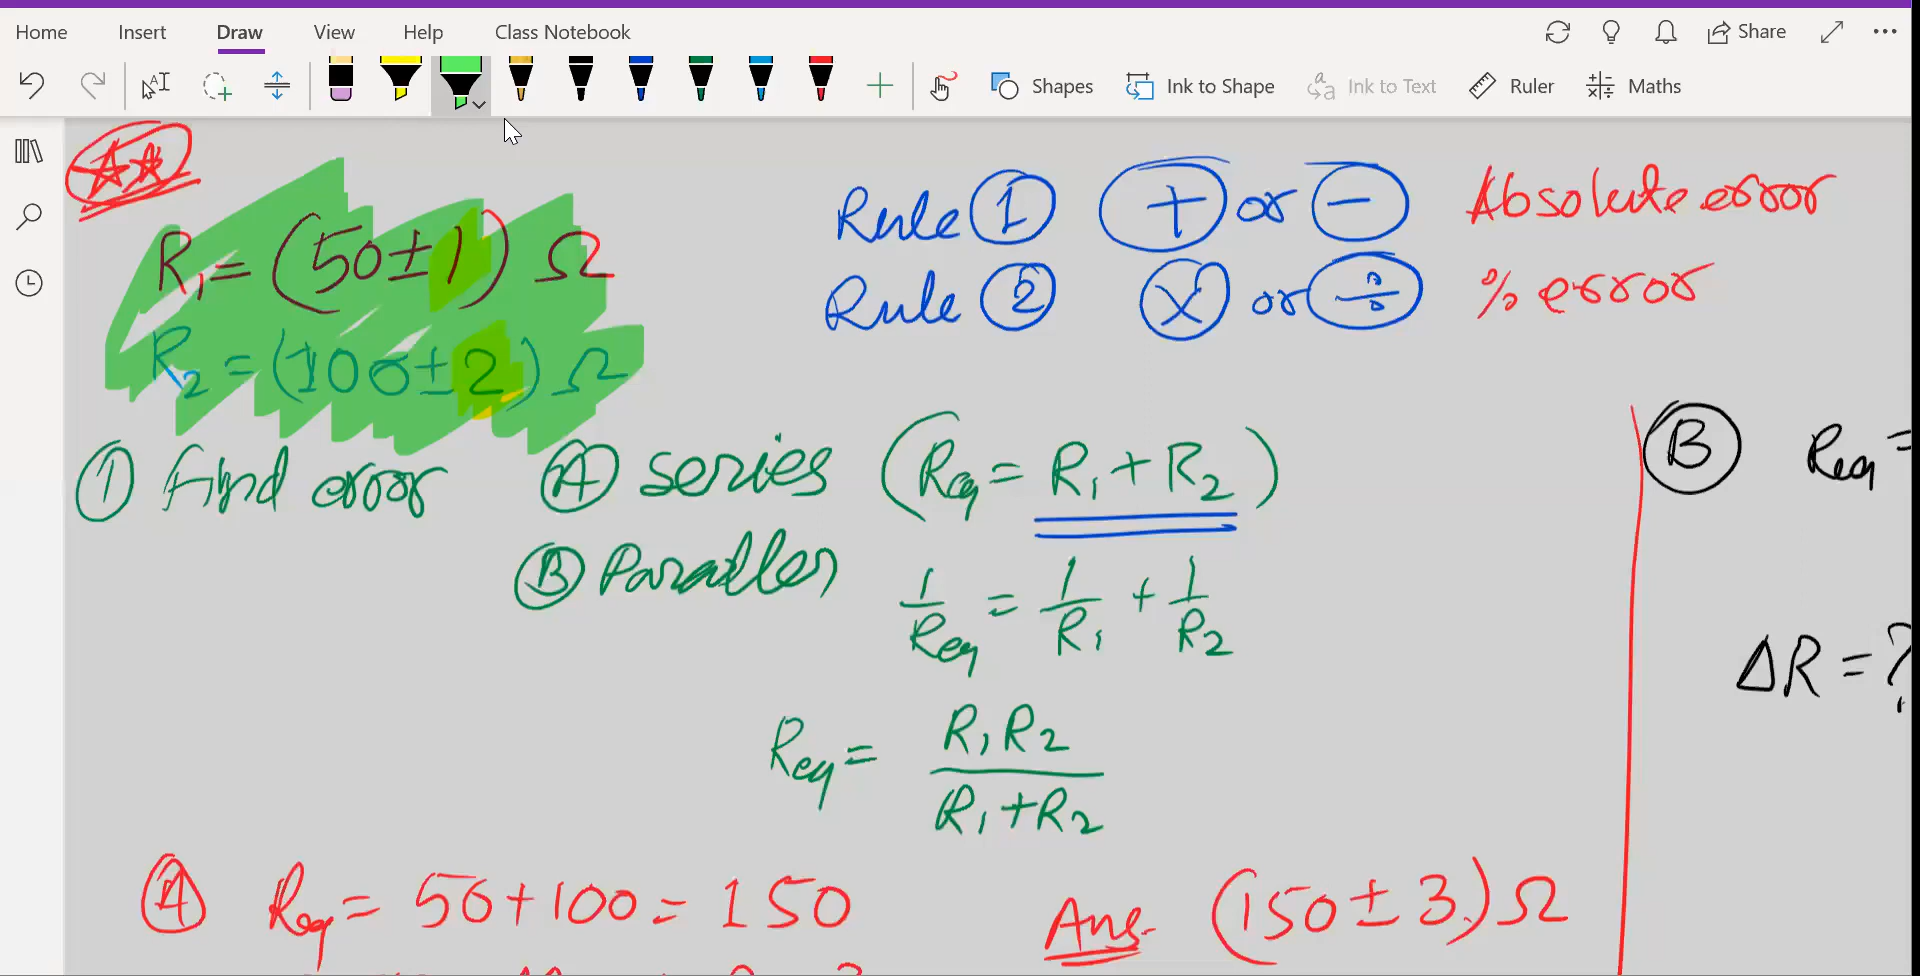 Home Insert Draw View Help Class Notebook Share
Shapes Ink to Shape Ink to Text Ruler Maths
R₁ = (50 ± 1) Ω
R₂ = (100 ± 2) Ω
Rule 1 + or − Absolute error
Rule 2 × or ÷ % error
1 Find error A series (Req = R₁ + R₂)
B Paraller
1/Req = 1/R₁ + 1/R₂
Req = R₁R₂/R₁+R₂
A Req = 50 + 100 = 150
Ans. (150 ± 3) Ω
B Req =
ΔR = ?